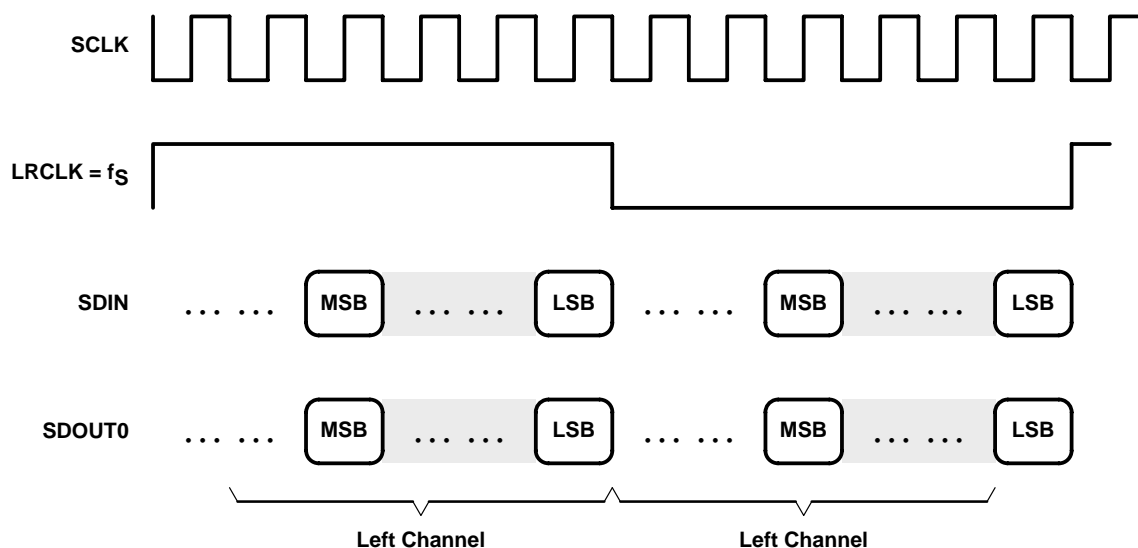 SCLK
LRCLK = fS
SDIN
... ... MSB ... ... LSB ... ... MSB ... ... LSB
SDOUT0
... ... MSB ... ... LSB ... ... MSB ... ... LSB
Left Channel
Left Channel